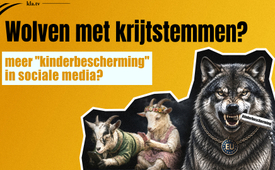 kla.tv
Wolven met krijtstemmen?
meer "kinderbescherming"
in sociale media?
EU